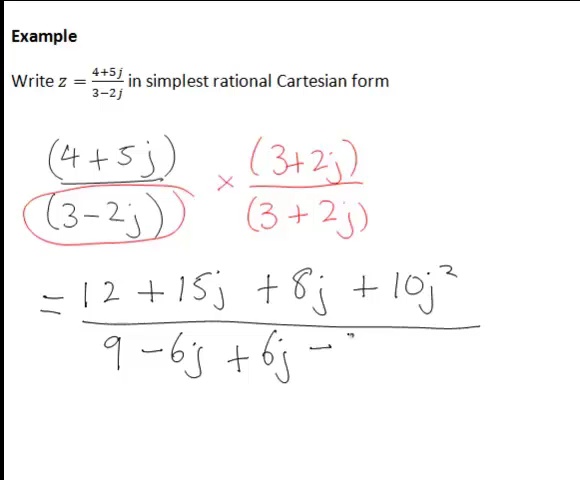 Example
Write z = (4+5j)/(3−2j) in simplest rational Cartesian form
(4+5j)/(3−2j) × (3+2j)/(3+2j)
= (12+15j+8j+10j²)/(9−6j+6j−